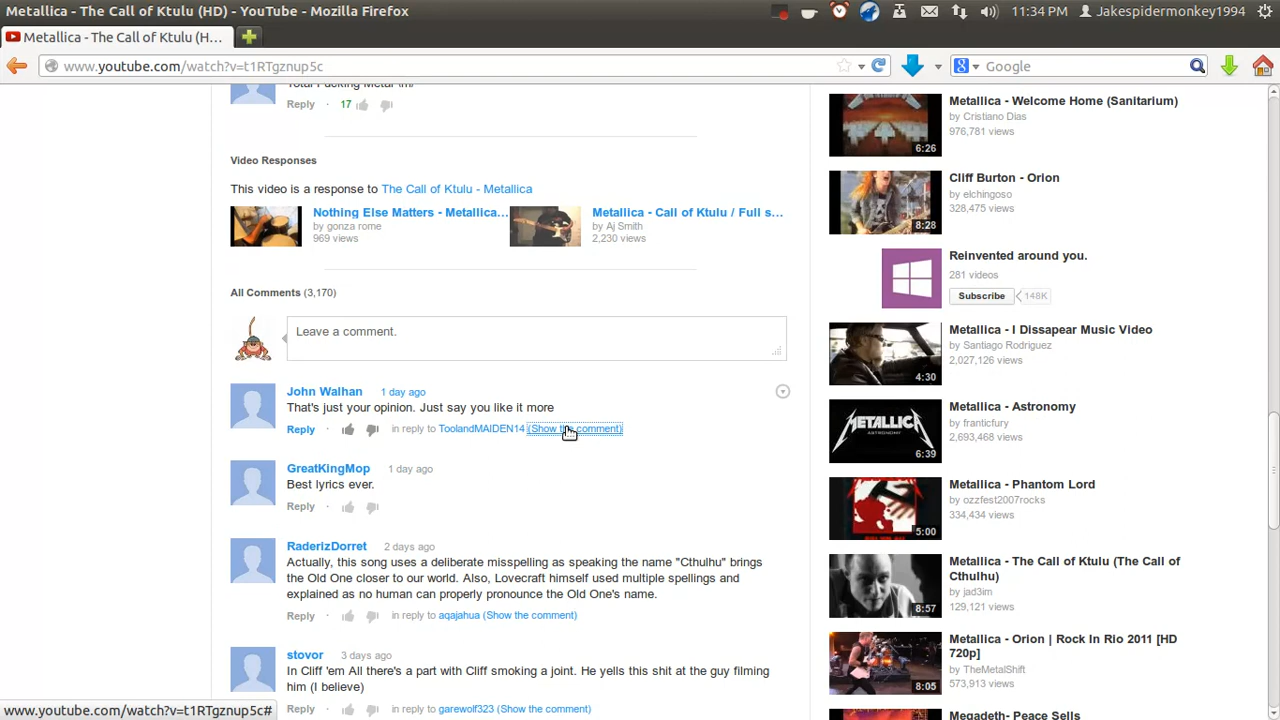 Metallica - The Call of Ktulu (HD) - YouTube - Mozilla Firefox
11:34 PM
Jakespidermonkey1994
Metallica - The Call of Ktulu (H...
www.youtube.com/watch?v=t1RTgznup5c
Google
Total Fucking Metal \m/
Reply · 17
Video Responses
This video is a response to The Call of Ktulu - Metallica
Nothing Else Matters - Metallica...
by gonza rome
969 views
Metallica - Call of Ktulu / Full s...
by Aj Smith
2,230 views
All Comments (3,170)
Leave a comment.
John Walhan 1 day ago
That's just your opinion. Just say you like it more
Reply · in reply to ToolandMAIDEN14 (Show the comment)
GreatKingMop 1 day ago
Best lyrics ever.
Reply ·
RaderizDorret 2 days ago
Actually, this song uses a deliberate misspelling as speaking the name "Cthulhu" brings
the Old One closer to our world. Also, Lovecraft himself used multiple spellings and
explained as no human can properly pronounce the Old One's name.
Reply · in reply to aqajahua (Show the comment)
stovor 3 days ago
In Cliff 'em All there's a part with Cliff smoking a joint. He yells this shit at the guy filming
him (I believe)
Reply · in reply to garewolf323 (Show the comment)
Metallica - Welcome Home (Sanitarium)
by Cristiano Dias
976,781 views
6:26
Cliff Burton - Orion
by elchingoso
328,475 views
8:28
Reinvented around you.
281 videos
Subscribe 148K
Metallica - I Dissapear Music Video
by Santiago Rodriguez
2,027,126 views
4:30
Metallica - Astronomy
by franticfury
2,693,468 views
METALLICA
ASTRONOMY
6:39
Metallica - Phantom Lord
by ozzfest2007rocks
334,434 views
5:00
Metallica - The Call of Ktulu (The Call of
Cthulhu)
by jad3im
129,121 views
8:57
Metallica - Orion | Rock In Rio 2011 [HD
720p]
by TheMetalShift
573,913 views
8:05
Megadeth- Peace Sells
www.youtube.com/watch?v=t1RTgznup5c#